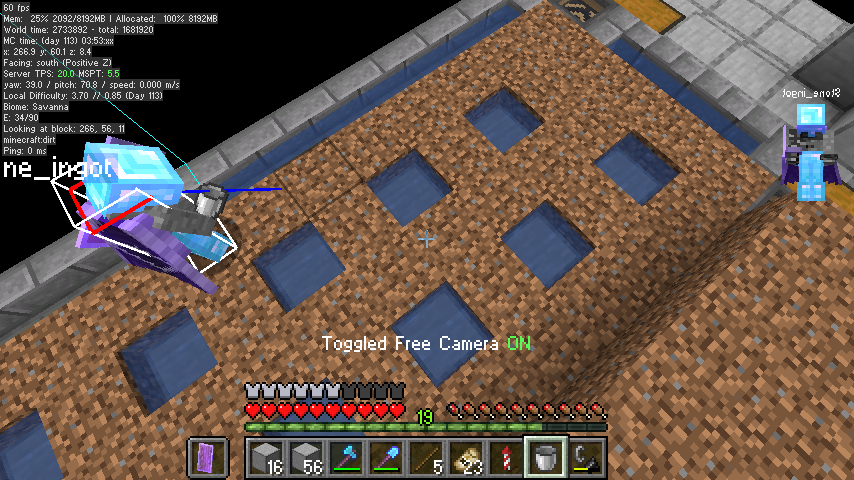 60 fps
Mem: 25% 2092/8192MB | Allocated: 100% 8192MB
World time: 2733892 - total: 1681920
MC time: (day 113) 03:53:xx
x: 266.9 y: 60.1 z: 8.4
Facing: south (Positive Z)
Server TPS: 20.0 MSPT: 5.5
yaw: 39.0 / pitch: 70.8 / speed: 0.000 m/s
Local Difficulty: 3.70 // 0.85 (Day 113)
Biome: Savanna
E: 34/90
Looking at block: 266, 56, 11
minecraft:dirt
Ping: 0 ms
ne_ingot
Toggled Free Camera ON
19
16
56
5
23